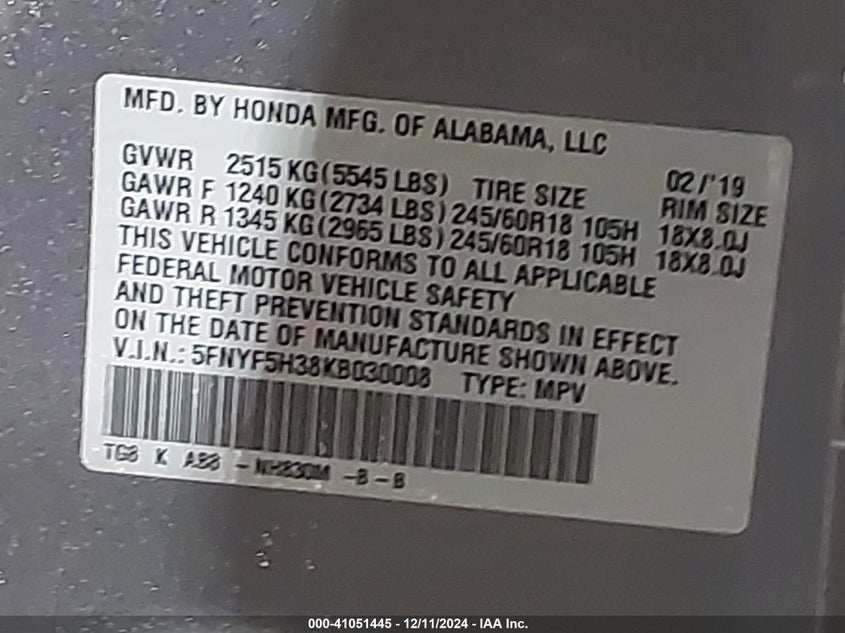 MFD. BY HONDA MFG. OF ALABAMA, LLC
GVWR 2515 KG(5545 LBS) TIRE SIZE 02/'19 RIM SIZE
GAWR F 1240 KG(2734 LBS) 245/60R18 105H 18X8.0J
GAWR R 1345 KG(2965 LBS) 245/60R18 105H 18X8.0J
THIS VEHICLE CONFORMS TO ALL APPLICABLE
FEDERAL MOTOR VEHICLE SAFETY
AND THEFT PREVENTION STANDARDS IN EFFECT
ON THE DATE OF MANUFACTURE SHOWN ABOVE.
V.I.N.: 5FNYF5H38KB030008 TYPE: MPV
TG8 K A88 - NH830M -B - B
000-41051445 - 12/11/2024 - IAA Inc.